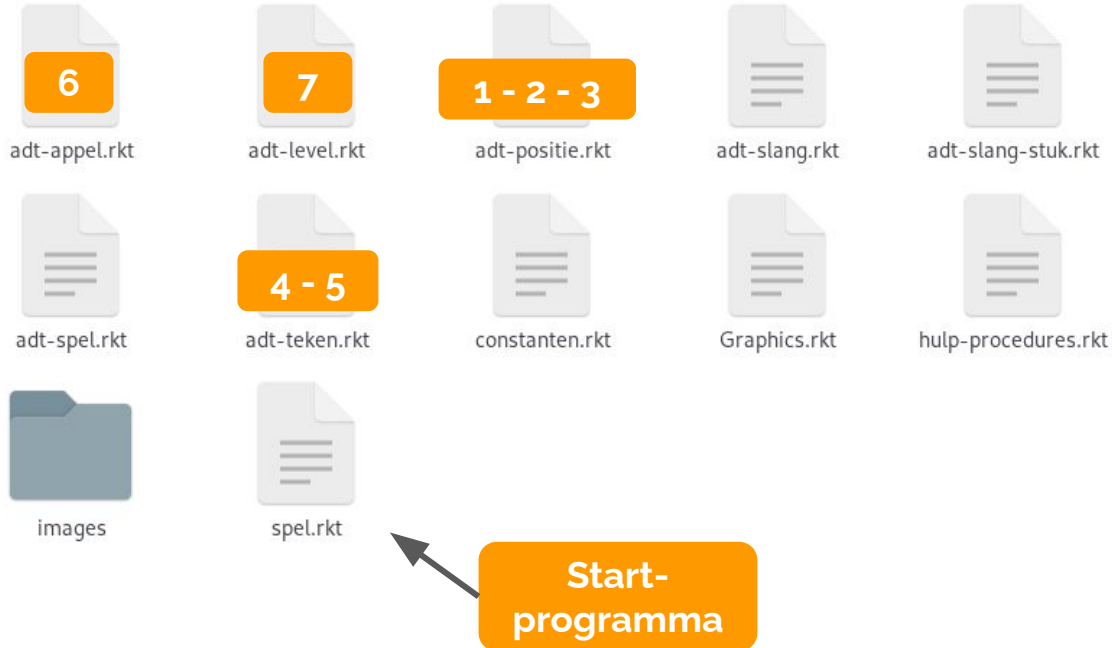 6
7
1 - 2 - 3
adt-appel.rkt
adt-level.rkt
adt-positie.rkt
adt-slang.rkt
adt-slang-stuk.rkt
4 - 5
adt-spel.rkt
adt-teken.rkt
constanten.rkt
Graphics.rkt
hulp-procedures.rkt
images
spel.rkt
Start-
programma